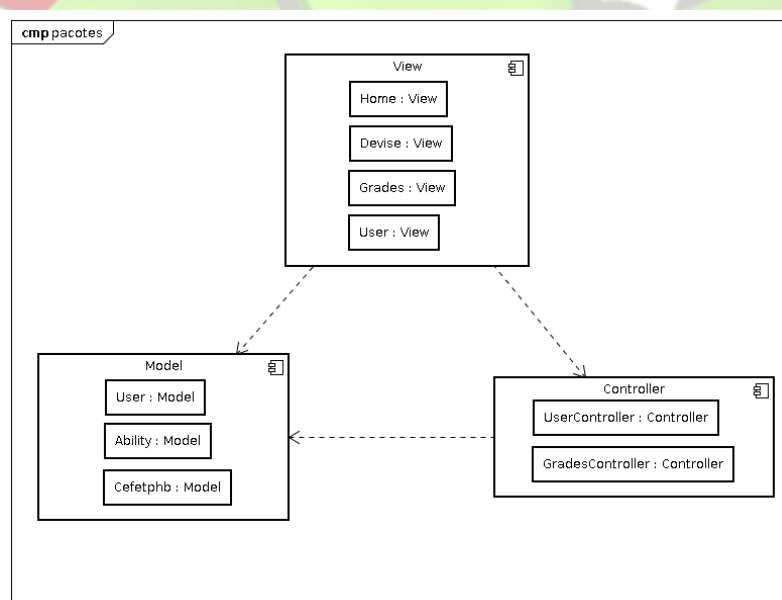 cmp pacotes
View
Home : View
Devise : View
Grades : View
User : View
Model
User : Model
Ability : Model
Cefetphb : Model
Controller
UserController : Controller
GradesController : Controller